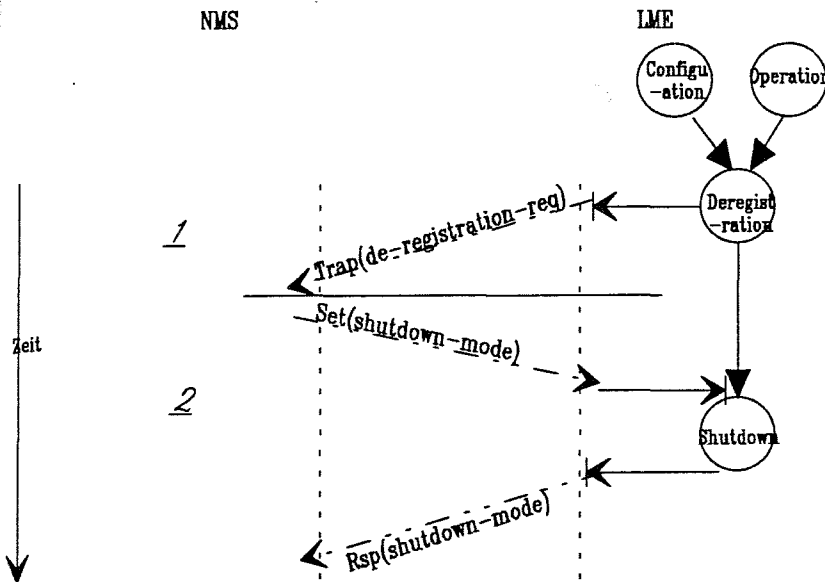 NMS
LME
Configu
-ation
Operation
Deregist
-ration
1
Trap(de-registration-req)
Set(shutdown-mode)
Zeit
2
Shutdown
Rsp(shutdown-mode)